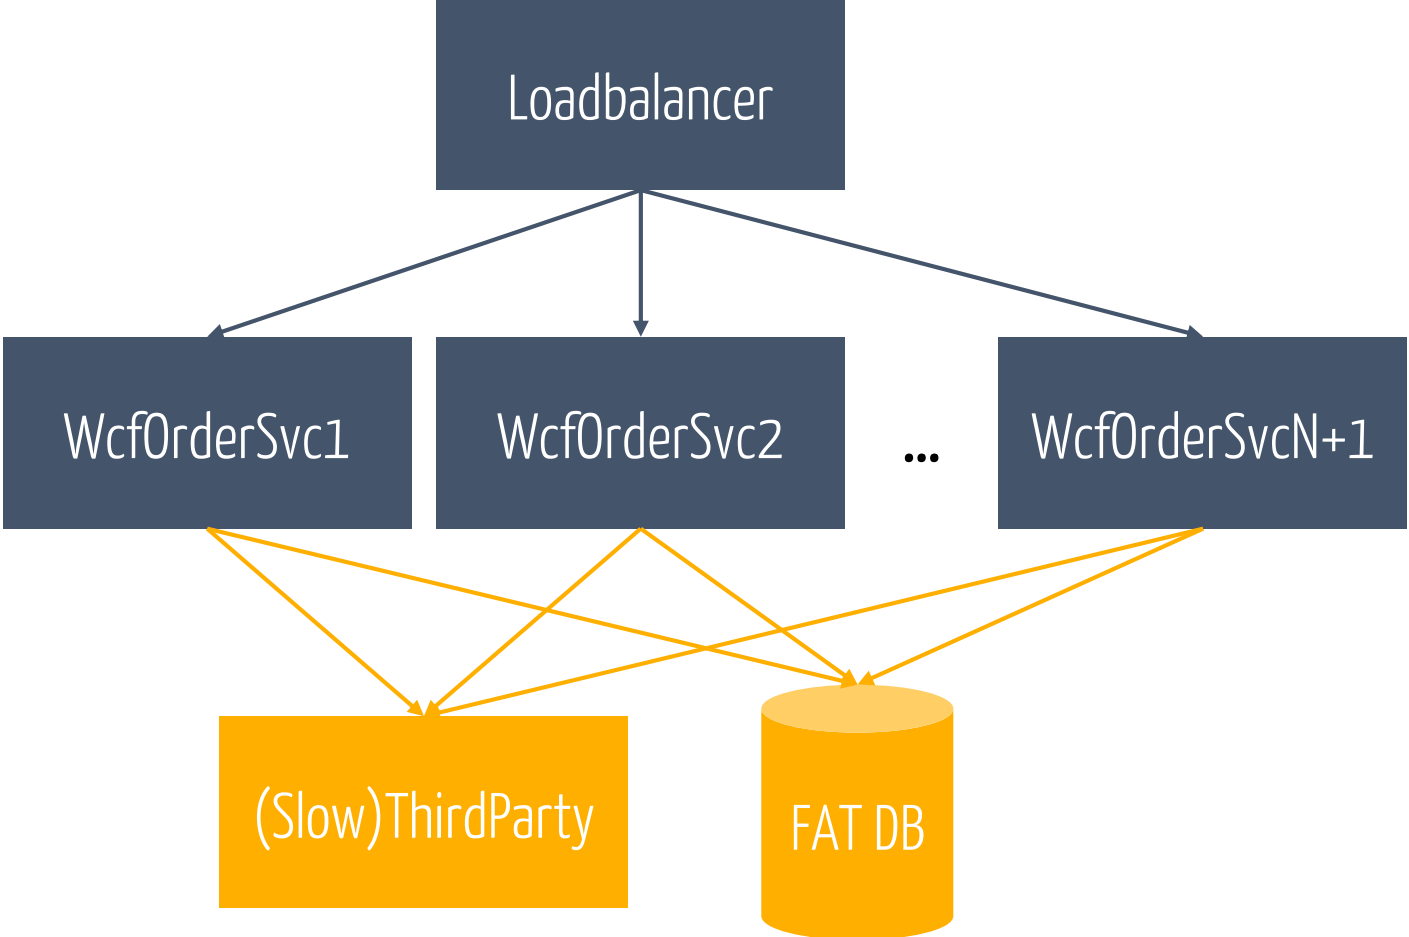 Loadbalancer
WcfOrderSvc1
WcfOrderSvc2
...
WcfOrderSvcN+1
(Slow)ThirdParty
FAT DB